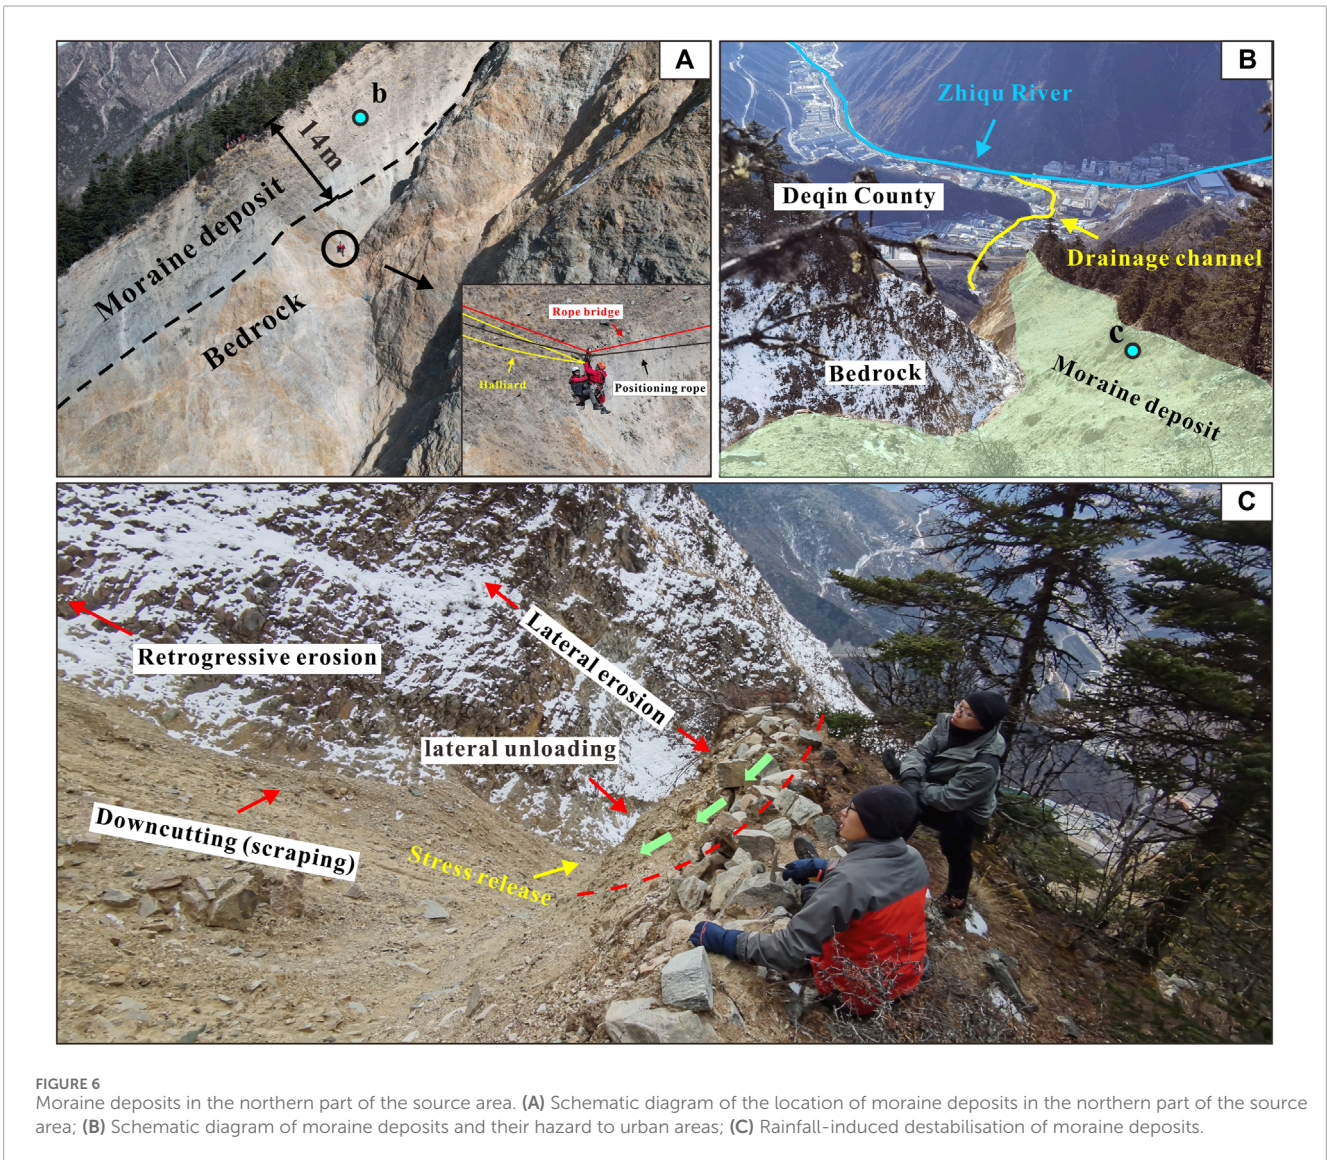 A
b
14m
Moraine deposit
Bedrock
Rope bridge
Halliard
Positioning rope
B
Zhiqu River
Deqin County
Drainage channel
c
Bedrock
Moraine deposit
C
Retrogressive erosion
Lateral erosion
lateral unloading
Downcutting (scraping)
Stress release
FIGURE 6
Moraine deposits in the northern part of the source area. (A) Schematic diagram of the location of moraine deposits in the northern part of the source
area; (B) Schematic diagram of moraine deposits and their hazard to urban areas; (C) Rainfall-induced destabilisation of moraine deposits.